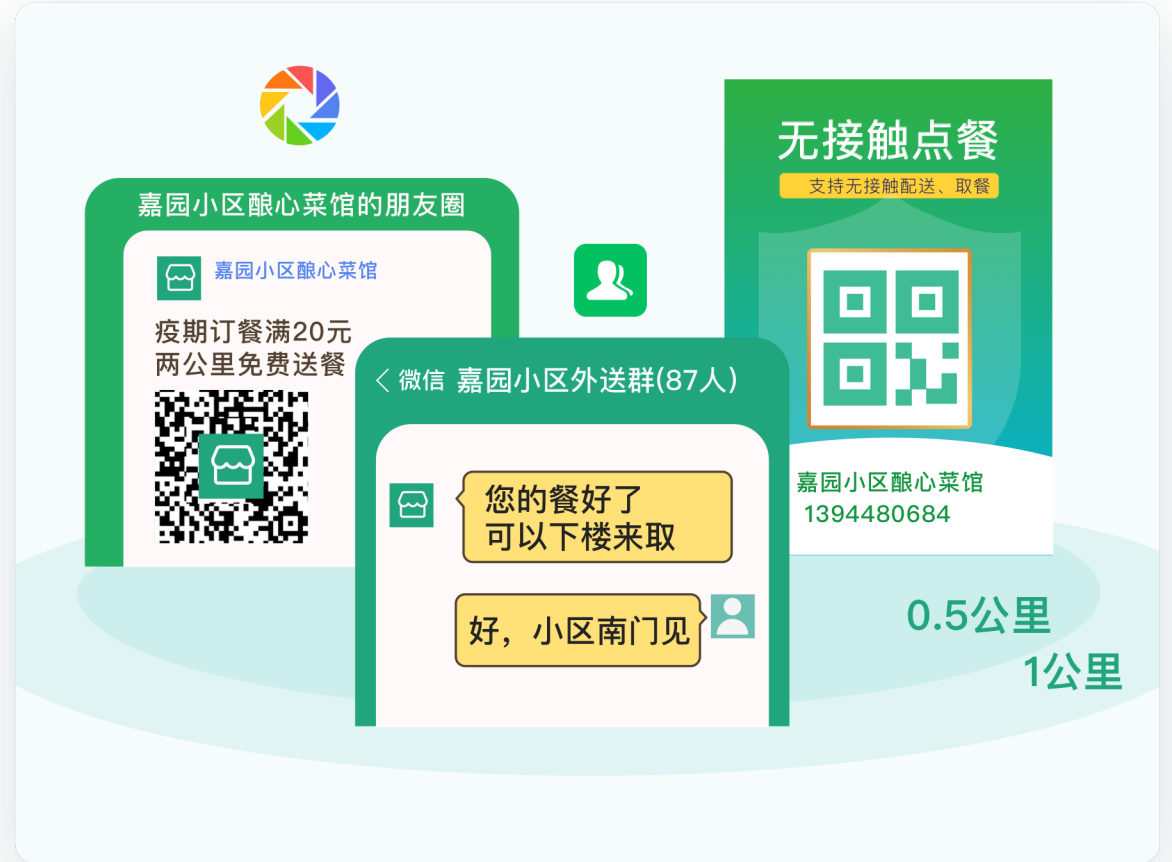 嘉园小区酿心菜馆的朋友圈
嘉园小区酿心菜馆
疫期订餐满20元
两公里免费送餐
微信 嘉园小区外送群(87人)
您的餐好了
可以下楼来取
好，小区南门见
无接触点餐
支持无接触配送、取餐
嘉园小区酿心菜馆
1394480684
0.5公里
1公里